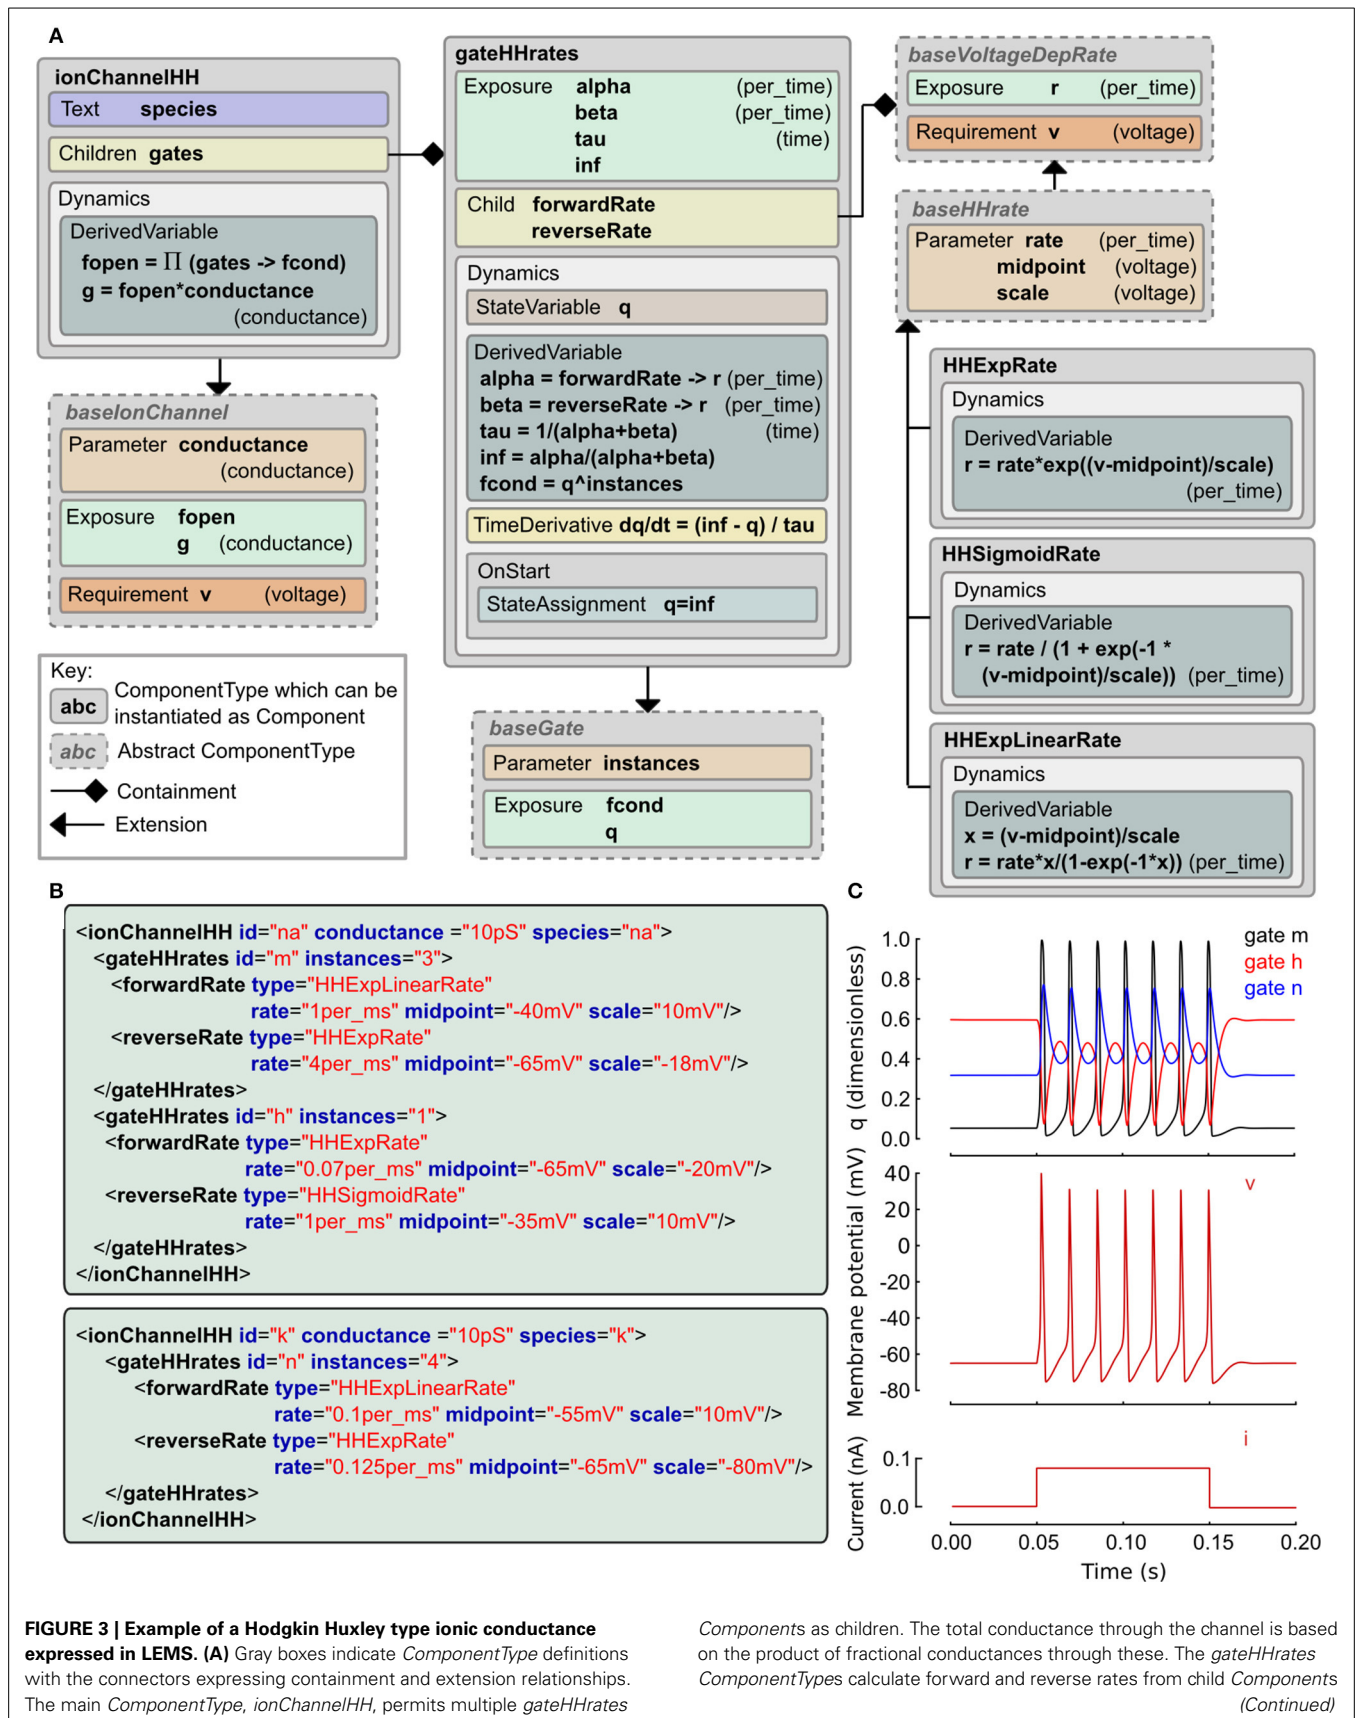 A
ionChannelHH
Text species
Children gates
Dynamics
DerivedVariable
fopen = Π (gates -> fcond)
g = fopen*conductance
(conductance)
baseIonChannel
Parameter conductance
(conductance)
Exposure fopen
g (conductance)
Requirement v (voltage)
Key:
abc ComponentType which can be
instantiated as Component
abc Abstract ComponentType
Containment
Extension
gateHHrates
Exposure alpha (per_time)
beta (per_time)
tau (time)
inf
Child forwardRate
reverseRate
Dynamics
StateVariable q
DerivedVariable
alpha = forwardRate -> r (per_time)
beta = reverseRate -> r (per_time)
tau = 1/(alpha+beta) (time)
inf = alpha/(alpha+beta)
fcond = q^instances
TimeDerivative dq/dt = (inf - q) / tau
OnStart
StateAssignment q=inf
baseGate
Parameter instances
Exposure fcond
q
baseVoltageDepRate
Exposure r (per_time)
Requirement v (voltage)
baseHHrate
Parameter rate (per_time)
midpoint (voltage)
scale (voltage)
HHExpRate
Dynamics
DerivedVariable
r = rate*exp((v-midpoint)/scale)
(per_time)
HHSigmoidRate
Dynamics
DerivedVariable
r = rate / (1 + exp(-1 *
(v-midpoint)/scale)) (per_time)
HHExpLinearRate
Dynamics
DerivedVariable
x = (v-midpoint)/scale
r = rate*x/(1-exp(-1*x)) (per_time)
B
<ionChannelHH id="na" conductance ="10pS" species="na">
<gateHHrates id="m" instances="3">
<forwardRate type="HHExpLinearRate"
rate="1per_ms" midpoint="-40mV" scale="10mV"/>
<reverseRate type="HHExpRate"
rate="4per_ms" midpoint="-65mV" scale="-18mV"/>
</gateHHrates>
<gateHHrates id="h" instances="1">
<forwardRate type="HHExpRate"
rate="0.07per_ms" midpoint="-65mV" scale="-20mV"/>
<reverseRate type="HHSigmoidRate"
rate="1per_ms" midpoint="-35mV" scale="10mV"/>
</gateHHrates>
</ionChannelHH>
<ionChannelHH id="k" conductance ="10pS" species="k">
<gateHHrates id="n" instances="4">
<forwardRate type="HHExpLinearRate"
rate="0.1per_ms" midpoint="-55mV" scale="10mV"/>
<reverseRate type="HHExpRate"
rate="0.125per_ms" midpoint="-65mV" scale="-80mV"/>
</gateHHrates>
</ionChannelHH>
C
q (dimensionless)
1.0
0.8
0.6
0.4
0.2
0.0
gate m
gate h
gate n
Membrane potential (mV)
40
20
0
-20
-40
-60
-80
v
Current (nA)
0.1
0.0
i
0.00 0.05 0.10 0.15 0.20
Time (s)
FIGURE 3 | Example of a Hodgkin Huxley type ionic conductance
expressed in LEMS. (A) Gray boxes indicate ComponentType definitions
with the connectors expressing containment and extension relationships.
The main ComponentType, ionChannelHH, permits multiple gateHHrates
Components as children. The total conductance through the channel is based
on the product of fractional conductances through these. The gateHHrates
ComponentTypes calculate forward and reverse rates from child Components
(Continued)